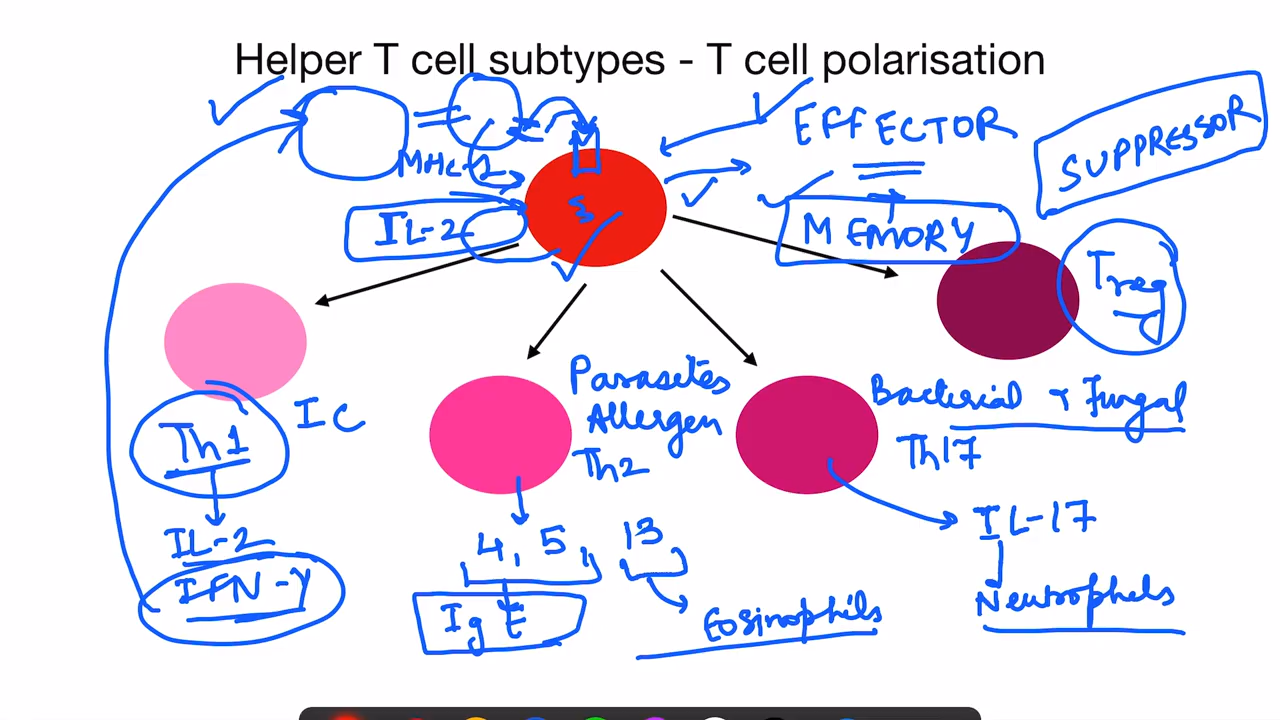 Helper T cell subtypes - T cell polarisation
EFFECTOR
SUPPRESSOR
MHC-2
IL-2
MEMORY
Treg
Parasites
Allergen
Th2
Bacterial & Fungal
Th17
IC
Th1
IL-2
IFN-γ
4, 5, 13
IgE
Eosinophils
IL-17
Neutrophils